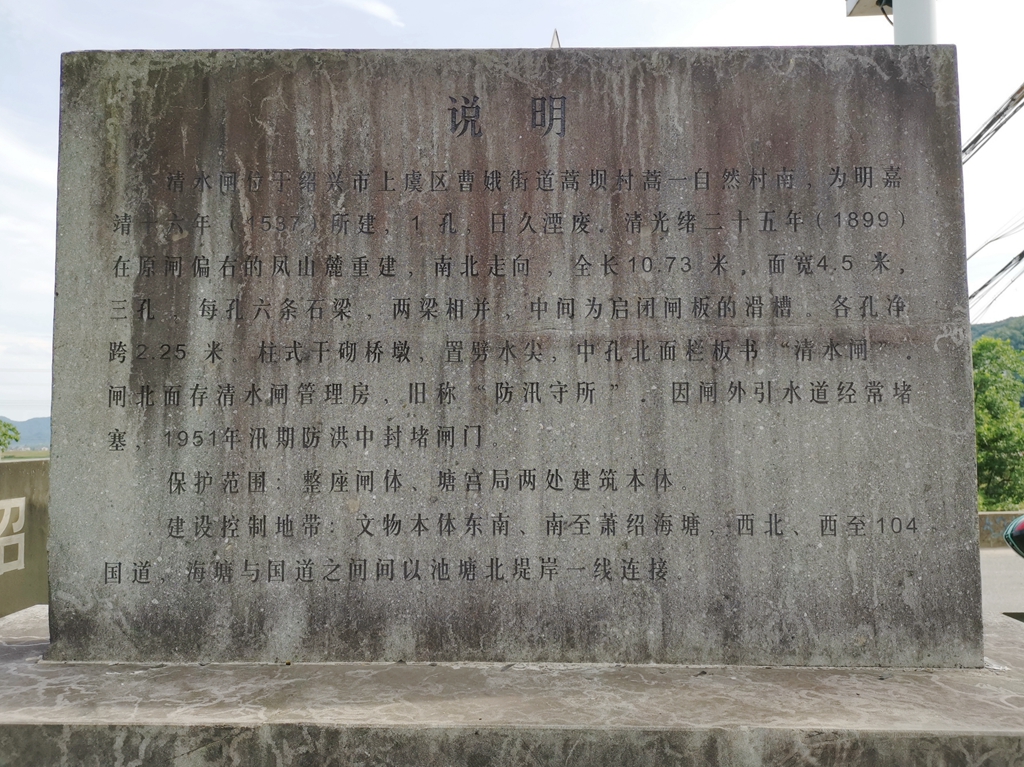 说 明
清水闸位于绍兴市上虞区曹娥街道蒿坝村蒿一自然村南,为明嘉
靖十六年(1537)所建,1孔,日久湮废。清光绪二十五年(1899)
在原闸偏右的凤山麓重建,南北走向,全长10.73 米,面宽4.5 米,
三孔,每孔六条石梁,两梁相并,中间为启闭闸板的滑槽。各孔净
跨2.25 米。柱式干砌桥墩,置劈水尖,中孔北面栏板书“清水闸”。
闸北面存清水闸管理房,旧称“防汛守所”。因闸外引水道经常堵
塞,1951年汛期防洪中封堵闸门。
保护范围:整座闸体、塘宫局两处建筑本体。
建设控制地带:文物本体东南、南至萧绍海塘,西北、西至104
国道,海塘与国道之间间以池塘北堤岸一线连接。
绍